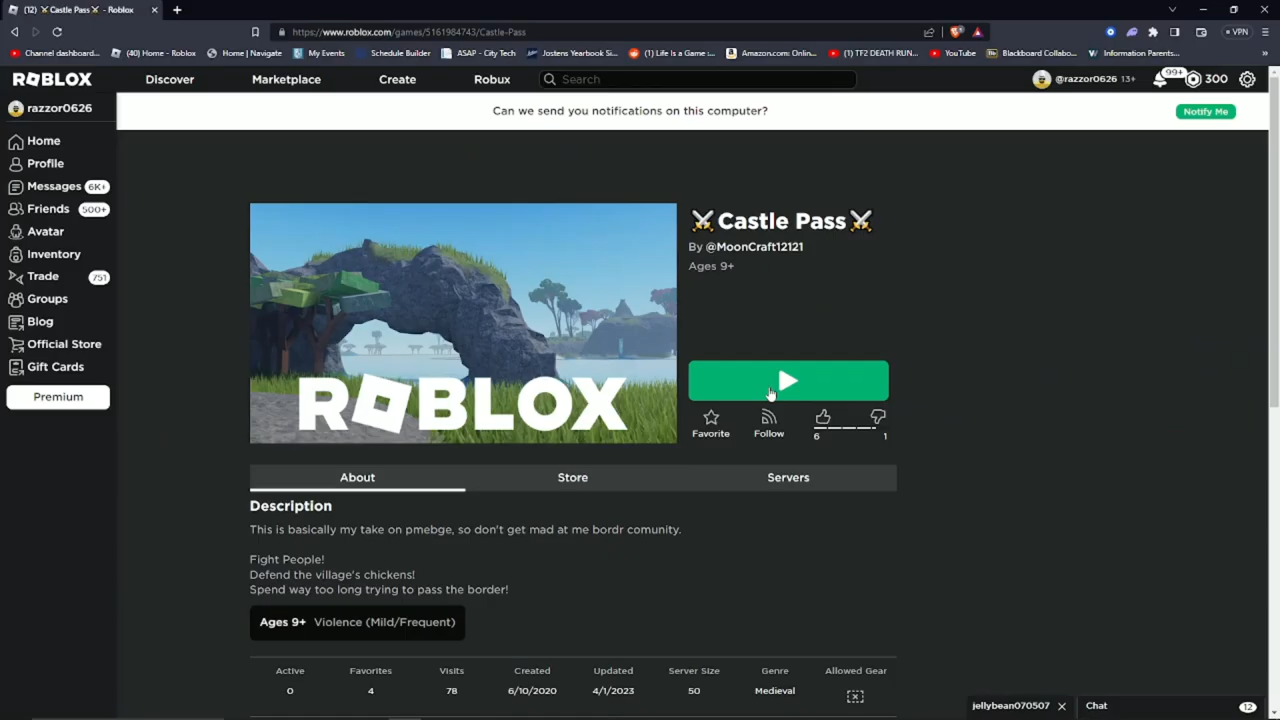 (12) ⚔Castle Pass⚔ - Roblox
https://www.roblox.com/games/5161984743/Castle-Pass
VPN
Channel dashboard...
(40) Home - Roblox
Home | Navigate
My Events
Schedule Builder
ASAP - City Tech
Jostens Yearbook Si...
(1) Life is a Game :...
Amazon.com: Onlin...
(1) TF2 DEATH RUN...
YouTube
Blackboard Collabo...
Information Parents...
ROBLOX
Discover
Marketplace
Create
Robux
Search
@razzor0626 13+
99+
300
razzor0626
Can we send you notifications on this computer?
Notify Me
Home
Profile
Messages 6K+
Friends 500+
Avatar
Inventory
Trade 751
Groups
Blog
Official Store
Gift Cards
Premium
ROBLOX
⚔Castle Pass⚔
By @MoonCraft12121
Ages 9+
Favorite
Follow
6
1
About
Store
Servers
Description
This is basically my take on pmebge, so don't get mad at me bordr comunity.
Fight People!
Defend the village's chickens!
Spend way too long trying to pass the border!
Ages 9+ Violence (Mild/Frequent)
Active Favorites Visits Created Updated Server Size Genre Allowed Gear
0 4 78 6/10/2020 4/1/2023 50 Medieval
jellybean070507
Chat
12